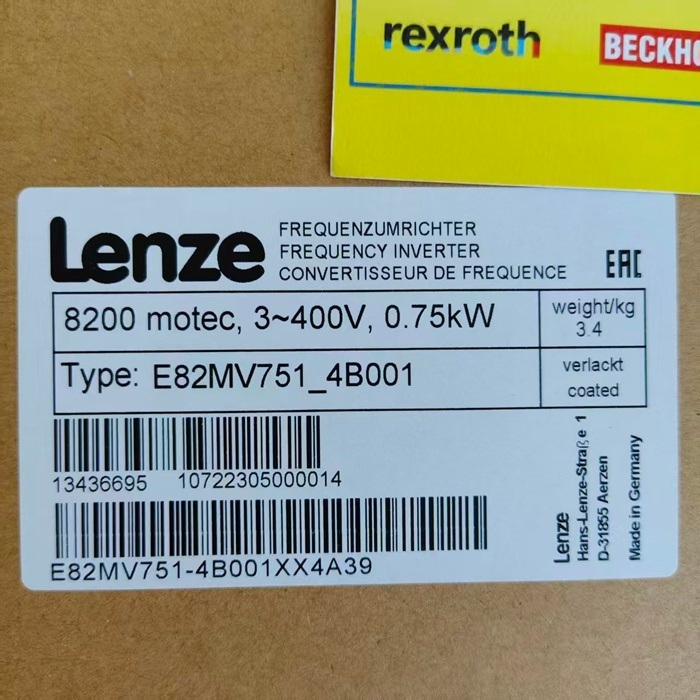 rexroth
BECKHO
Lenze
FREQUENZUMRICHTER
FREQUENCY INVERTER
CONVERTISSEUR DE FREQUENCE
EAC
8200 motec, 3~400V, 0.75kW
weight/kg
3.4
Type: E82MV751_4B001
verlackt
coated
13436695 10722305000014
E82MV751-4B001XX4A39
Lenze
Hans-Lenze-Straße 1
D-31855 Aerzen
Made in Germany